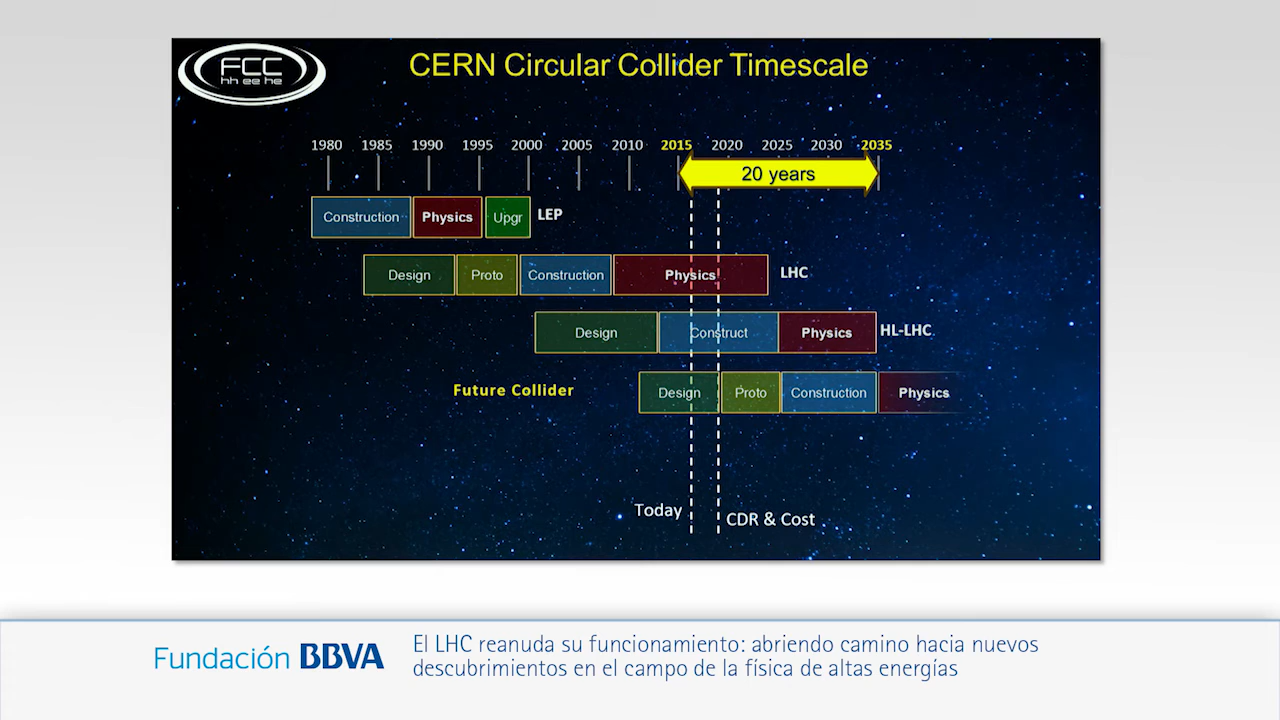 FCC
hh ee he
CERN Circular Collider Timescale
1980 1985 1990 1995 2000 2005 2010 2015 2020 2025 2030 2035
20 years
Construction Physics Upgr LEP
Design Proto Construction Physics LHC
Design Construct Physics HL-LHC
Future Collider Design Proto Construction Physics
Today
CDR & Cost
Fundación BBVA
El LHC reanuda su funcionamiento: abriendo camino hacia nuevos
descubrimientos en el campo de la física de altas energías